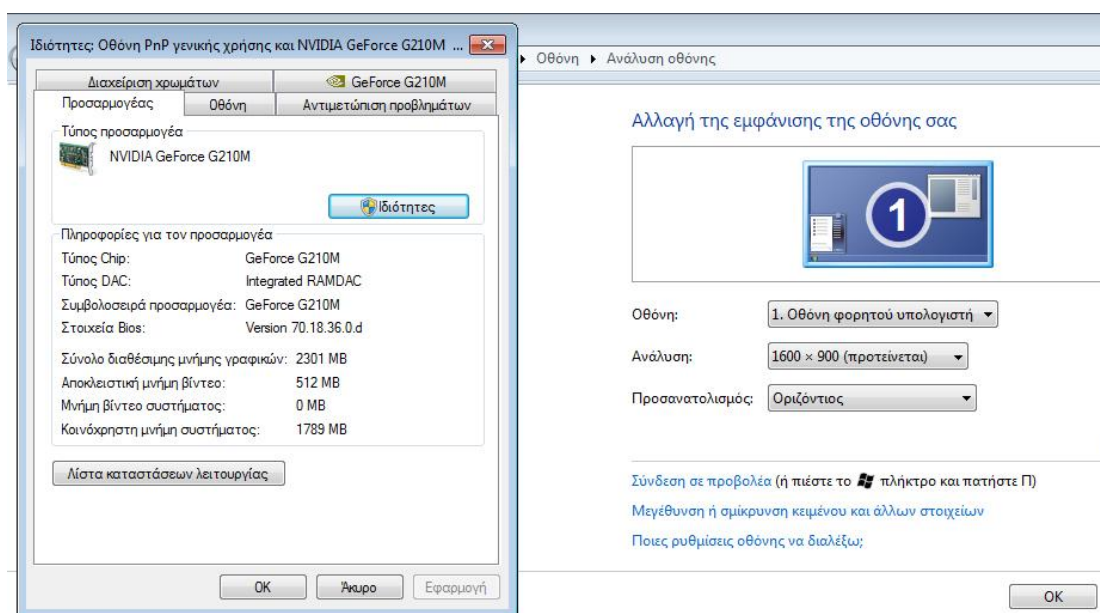 Ιδιότητες: Οθόνη PnP γενικής χρήσης και NVIDIA GeForce G210M ...
Διαχείριση χρωμάτων
GeForce G210M
Προσαρμογέας
Οθόνη
Αντιμετώπιση προβλημάτων
Τύπος προσαρμογέα
NVIDIA GeForce G210M
Ιδιότητες
Πληροφορίες για τον προσαρμογέα
Τύπος Chip: GeForce G210M
Τύπος DAC: Integrated RAMDAC
Συμβολοσειρά προσαρμογέα: GeForce G210M
Στοιχεία Bios: Version 70.18.36.0.d
Σύνολο διαθέσιμης μνήμης γραφικών: 2301 MB
Αποκλειστική μνήμη βίντεο: 512 MB
Μνήμη βίντεο συστήματος: 0 MB
Κοινόχρηστη μνήμη συστήματος: 1789 MB
Λίστα καταστάσεων λειτουργίας
OK
Άκυρο
Εφαρμογή
Οθόνη ▸ Ανάλυση οθόνης
Αλλαγή της εμφάνισης της οθόνης σας
1
Οθόνη: 1. Οθόνη φορητού υπολογιστή
Ανάλυση: 1600 × 900 (προτείνεται)
Προσανατολισμός: Οριζόντιος
Σύνδεση σε προβολέα (ή πιέστε το πλήκτρο και πατήστε Π)
Μεγέθυνση ή σμίκρυνση κειμένου και άλλων στοιχείων
Ποιες ρυθμίσεις οθόνης να διαλέξω;
OK